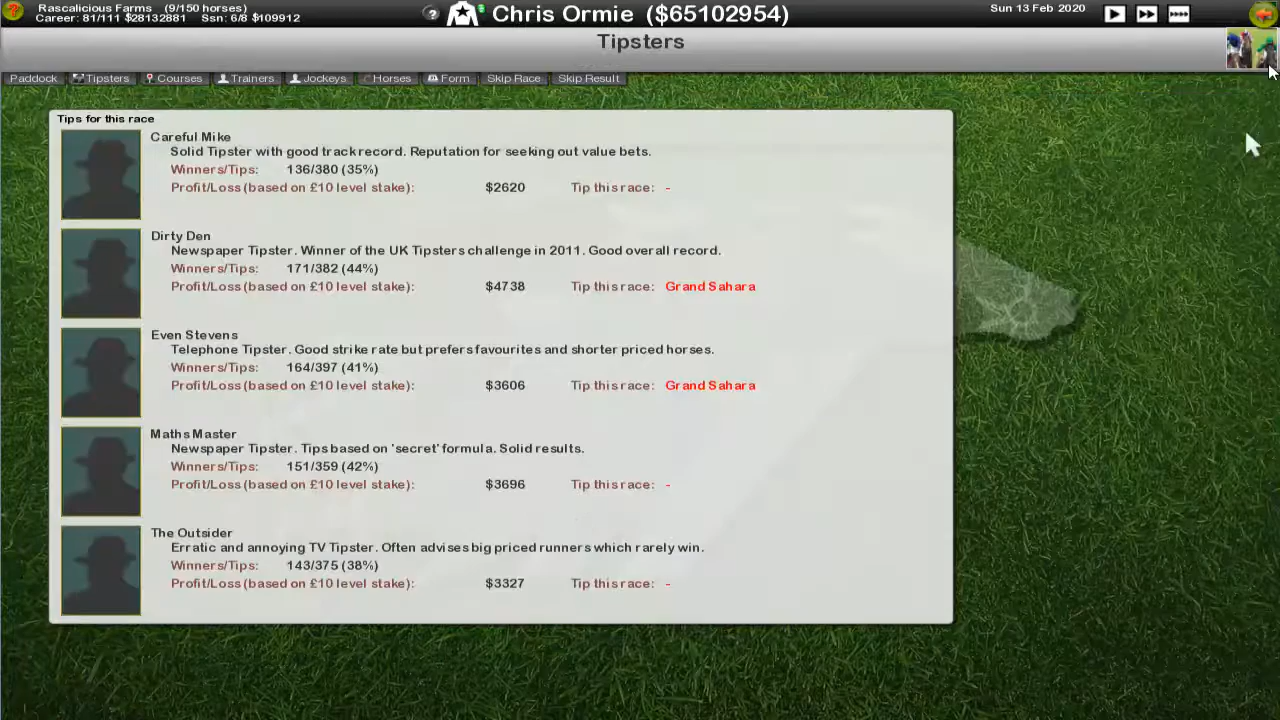 Rascalicious Farms (9/150 horses)
Career: 81/111 $28132881 Ssn: 6/8 $109912
Chris Ormie ($65102954)
Sun 13 Feb 2020
Tipsters
Paddock Tipsters Courses Trainers Jockeys Horses Form Skip Race Skip Result
Tips for this race
Careful Mike
Solid Tipster with good track record. Reputation for seeking out value bets.
Winners/Tips: 136/380 (35%)
Profit/Loss (based on £10 level stake): $2620 Tip this race: -
Dirty Den
Newspaper Tipster. Winner of the UK Tipsters challenge in 2011. Good overall record.
Winners/Tips: 171/382 (44%)
Profit/Loss (based on £10 level stake): $4738 Tip this race: Grand Sahara
Even Stevens
Telephone Tipster. Good strike rate but prefers favourites and shorter priced horses.
Winners/Tips: 164/397 (41%)
Profit/Loss (based on £10 level stake): $3606 Tip this race: Grand Sahara
Maths Master
Newspaper Tipster. Tips based on 'secret' formula. Solid results.
Winners/Tips: 151/359 (42%)
Profit/Loss (based on £10 level stake): $3696 Tip this race: -
The Outsider
Erratic and annoying TV Tipster. Often advises big priced runners which rarely win.
Winners/Tips: 143/375 (38%)
Profit/Loss (based on £10 level stake): $3327 Tip this race: -